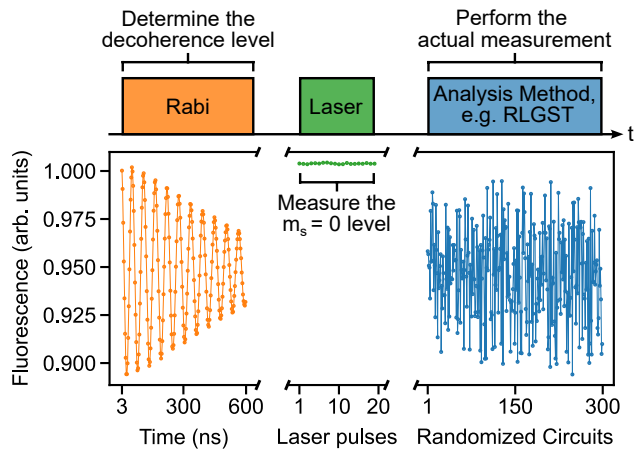 Determine the
decoherence level
Perform the
actual measurement
Rabi
Laser
Analysis Method,
e.g. RLGST
t
Fluorescence (arb. units)
1.000
0.975
0.950
0.925
0.900
Measure the
mₛ = 0 level
3 300 600
1 10 20
1 150 300
Time (ns)
Laser pulses
Randomized Circuits